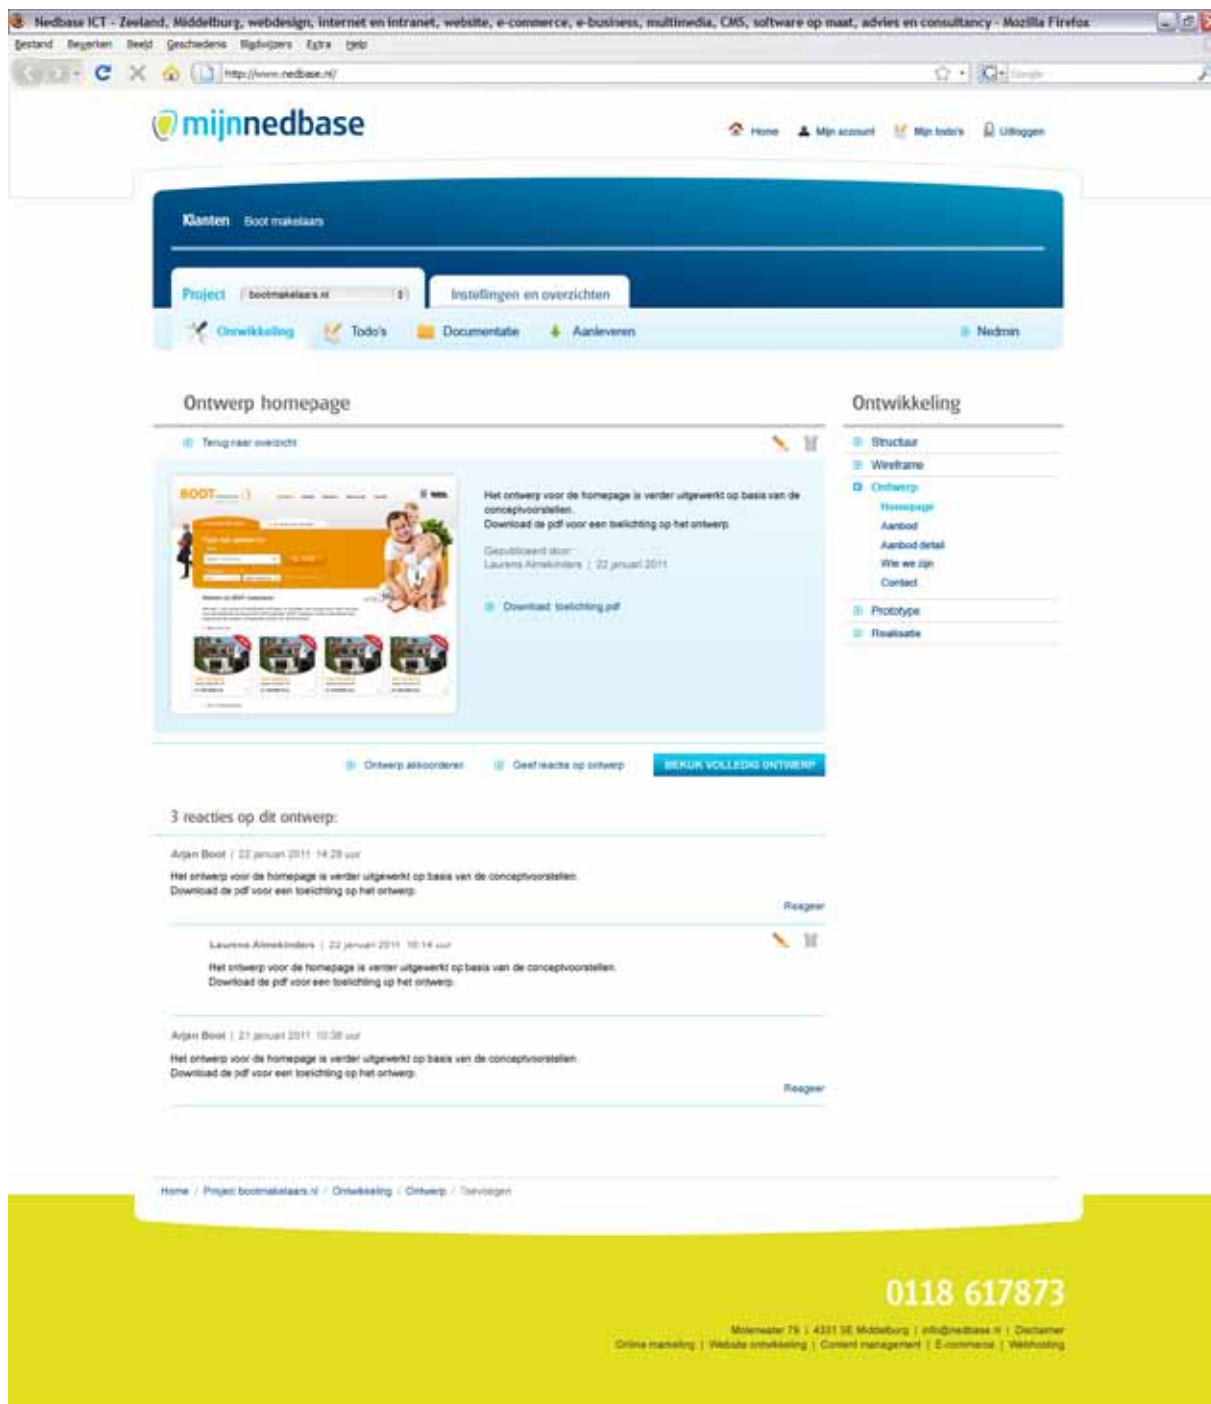 Nedbase ICT - Zeeland, Middelburg, webdesign, internet en intranet, website, e-commerce, e-business, multimedia, CMS, software op maat, advies en consultancy - Mozilla Firefox
Bestand Bewerken Beeld Geschiedenis Bladwijzers Extra Help
http://www.nedbase.nl/ Google
mijnnedbase
Home Mijn account Mijn todo's Uitloggen
Klanten Boot makelaars
Project bootmakelaars.nl Instellingen en overzichten
Ontwikkeling Todo's Documentatie Aanleveren Nedmin
Ontwerp homepage
Terug naar overzicht
BOOT
Het ontwerp voor de homepage is verder uitgewerkt op basis van de
conceptvoorstellen.
Download de pdf voor een toelichting op het ontwerp.
Gepubliceerd door:
Laurens Almekinders | 22 januari 2011
Download: toelichting.pdf
Ontwerp akkoorderen Geef reactie op ontwerp BEKIJK VOLLEDIG ONTWERP
Ontwikkeling
Structuur
Wireframe
Ontwerp
Homepage
Aanbod
Aanbod detail
Wie we zijn
Contact
Prototype
Realisatie
3 reacties op dit ontwerp:
Arjan Boot | 22 januari 2011 14:29 uur
Het ontwerp voor de homepage is verder uitgewerkt op basis van de conceptvoorstellen.
Download de pdf voor een toelichting op het ontwerp.
Reageer
Laurens Almekinders | 22 januari 2011 10:14 uur
Het ontwerp voor de homepage is verder uitgewerkt op basis van de conceptvoorstellen.
Download de pdf voor een toelichting op het ontwerp.
Arjan Boot | 21 januari 2011 10:38 uur
Het ontwerp voor de homepage is verder uitgewerkt op basis van de conceptvoorstellen.
Download de pdf voor een toelichting op het ontwerp.
Reageer
Home / Project bootmakelaars.nl / Ontwikkeling / Ontwerp / Toevoegen
0118 617873
Molenwater 79 | 4331 SE Middelburg | info@nedbase.nl | Disclaimer
Online marketing | Website ontwikkeling | Content management | E-commerce | Webhosting